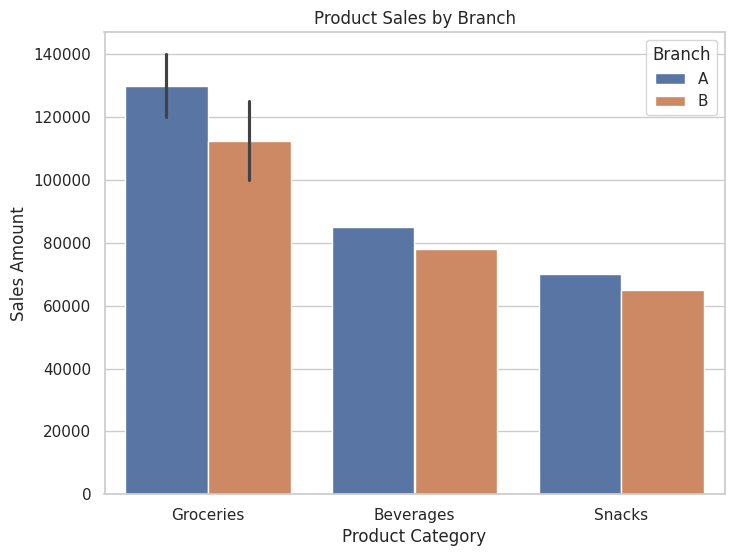 Product Sales by Branch
Branch
A
B
140000
120000
100000
80000
60000
40000
20000
0
Sales Amount
Groceries
Beverages
Snacks
Product Category